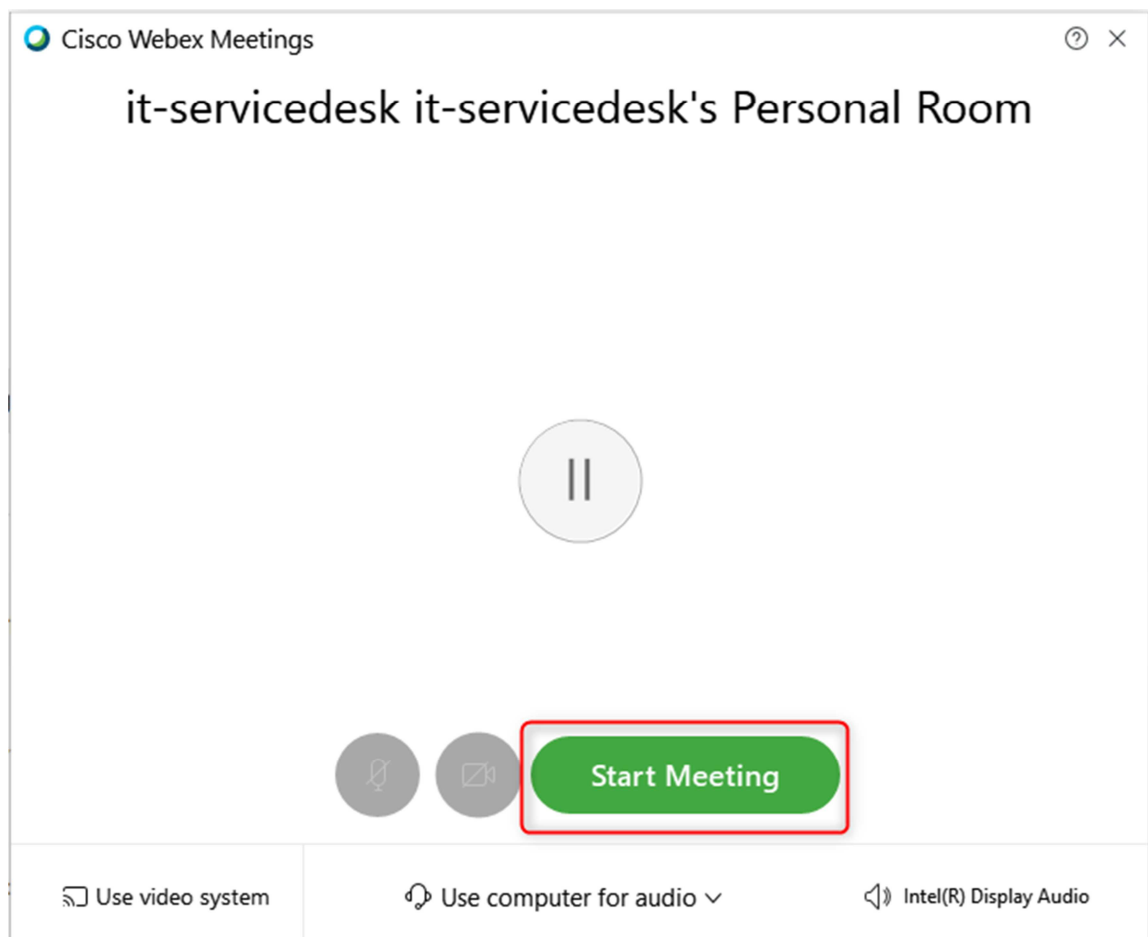 Cisco Webex Meetings
it-servicedesk it-servicedesk's Personal Room
Start Meeting
Use video system
Use computer for audio
Intel(R) Display Audio